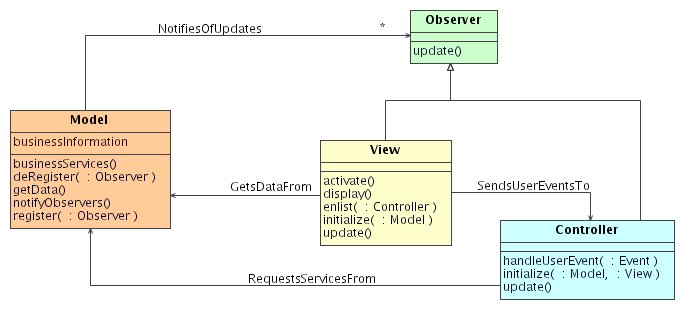 Observer
update()
NotifiesOfUpdates
*
Model
businessInformation
businessServices()
deRegister( : Observer )
getData()
notifyObservers()
register( : Observer )
View
activate()
display()
enlist( : Controller )
initialize( : Model )
update()
GetsDataFrom
SendsUserEventsTo
Controller
handleUserEvent( : Event )
initialize( : Model, : View )
update()
RequestsServicesFrom